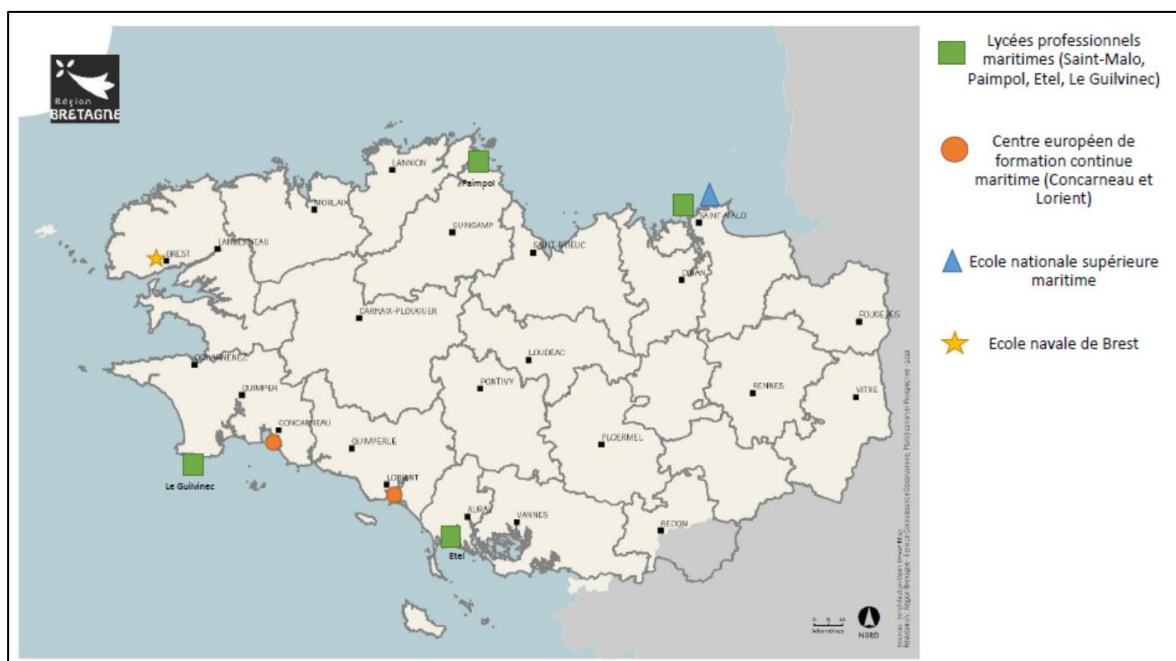 Région
BRETAGNE
LANNION
Paimpol
MORLAIX
GUINGAMP
SAINT-MALO
LANDERNEAU
SAINT-BRIEUC
BREST
DINAN
CARHAIX-PLOUGUER
FOUGERES
LOUDEAC
DOUARNENEZ
PONTIVY
RENNES
VITRE
QUIMPER
CONCARNEAU
QUIMPERLE
PLOERMEL
Le Guilvinec
LORIENT
AURAY
VANNES
REDON
Etel
kilomètres
NORD
Lycées professionnels
maritimes (Saint-Malo,
Paimpol, Etel, Le Guilvinec)
Centre européen de
formation continue
maritime (Concarneau et
Lorient)
Ecole nationale supérieure
maritime
Ecole navale de Brest